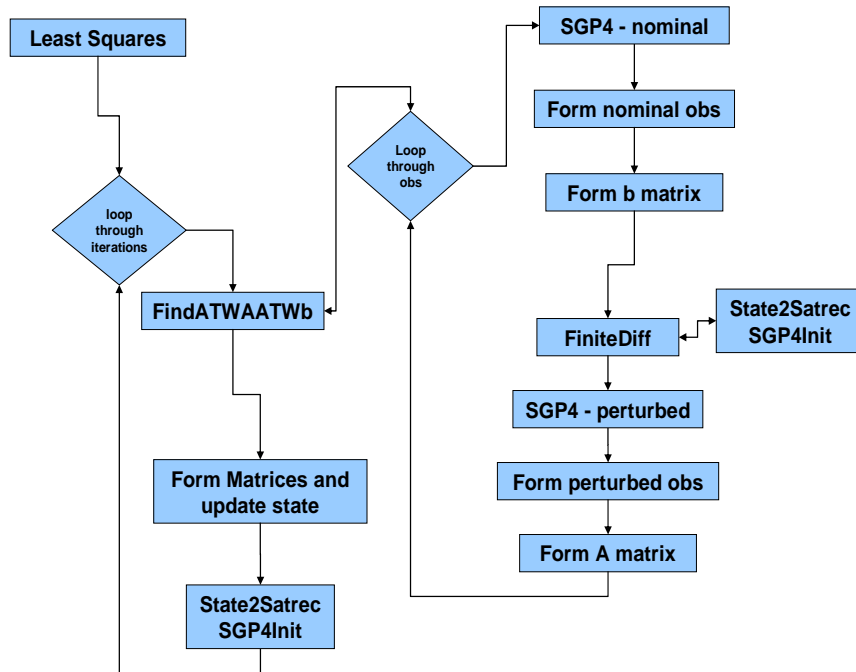 Least Squares
loop
through
iterations
FindATWAATWb
Form Matrices and
update state
State2Satrec
SGP4Init
Loop
through
obs
SGP4 - nominal
Form nominal obs
Form b matrix
FiniteDiff
State2Satrec
SGP4Init
SGP4 - perturbed
Form perturbed obs
Form A matrix